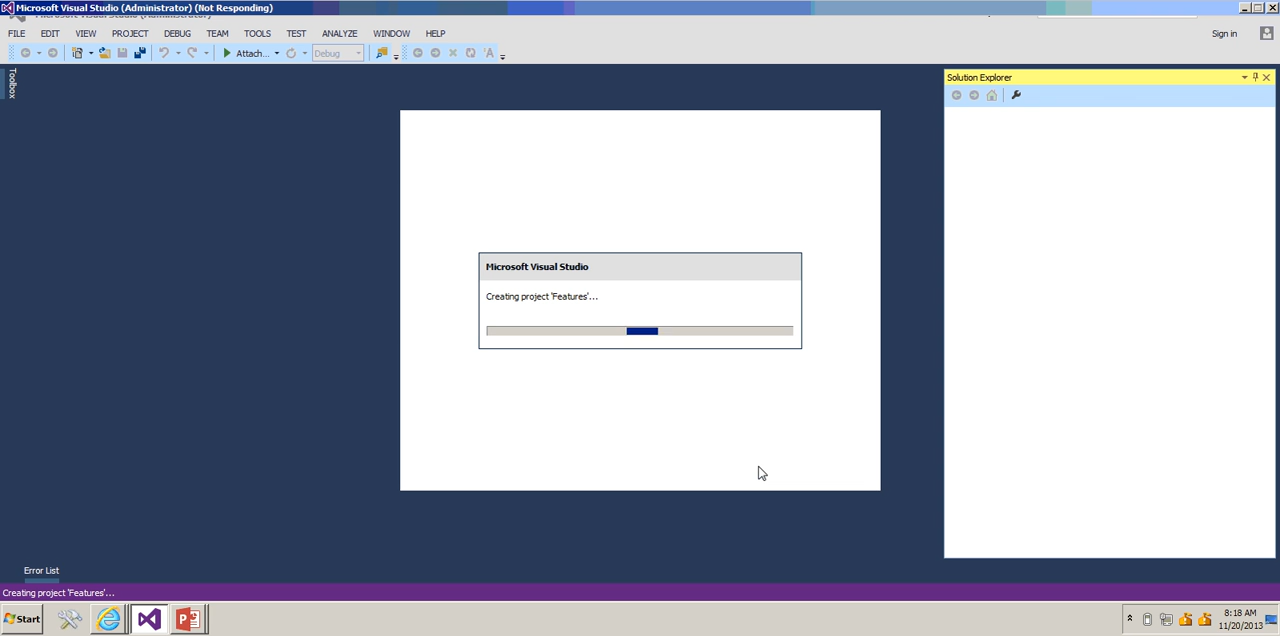 Microsoft Visual Studio (Administrator) (Not Responding)
FILE EDIT VIEW PROJECT DEBUG TEAM TOOLS TEST ANALYZE WINDOW HELP Sign in
Attach... Debug
Toolbox
Solution Explorer
Microsoft Visual Studio
Creating project 'Features'...
Error List
Creating project 'Features'...
Start
8:18 AM
11/20/2013